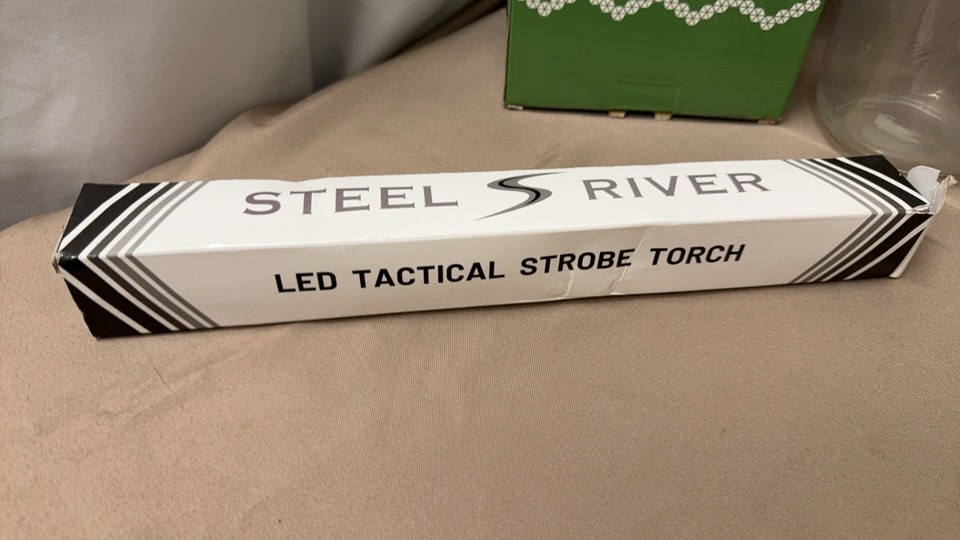 STEEL RIVER
LED TACTICAL STROBE TORCH